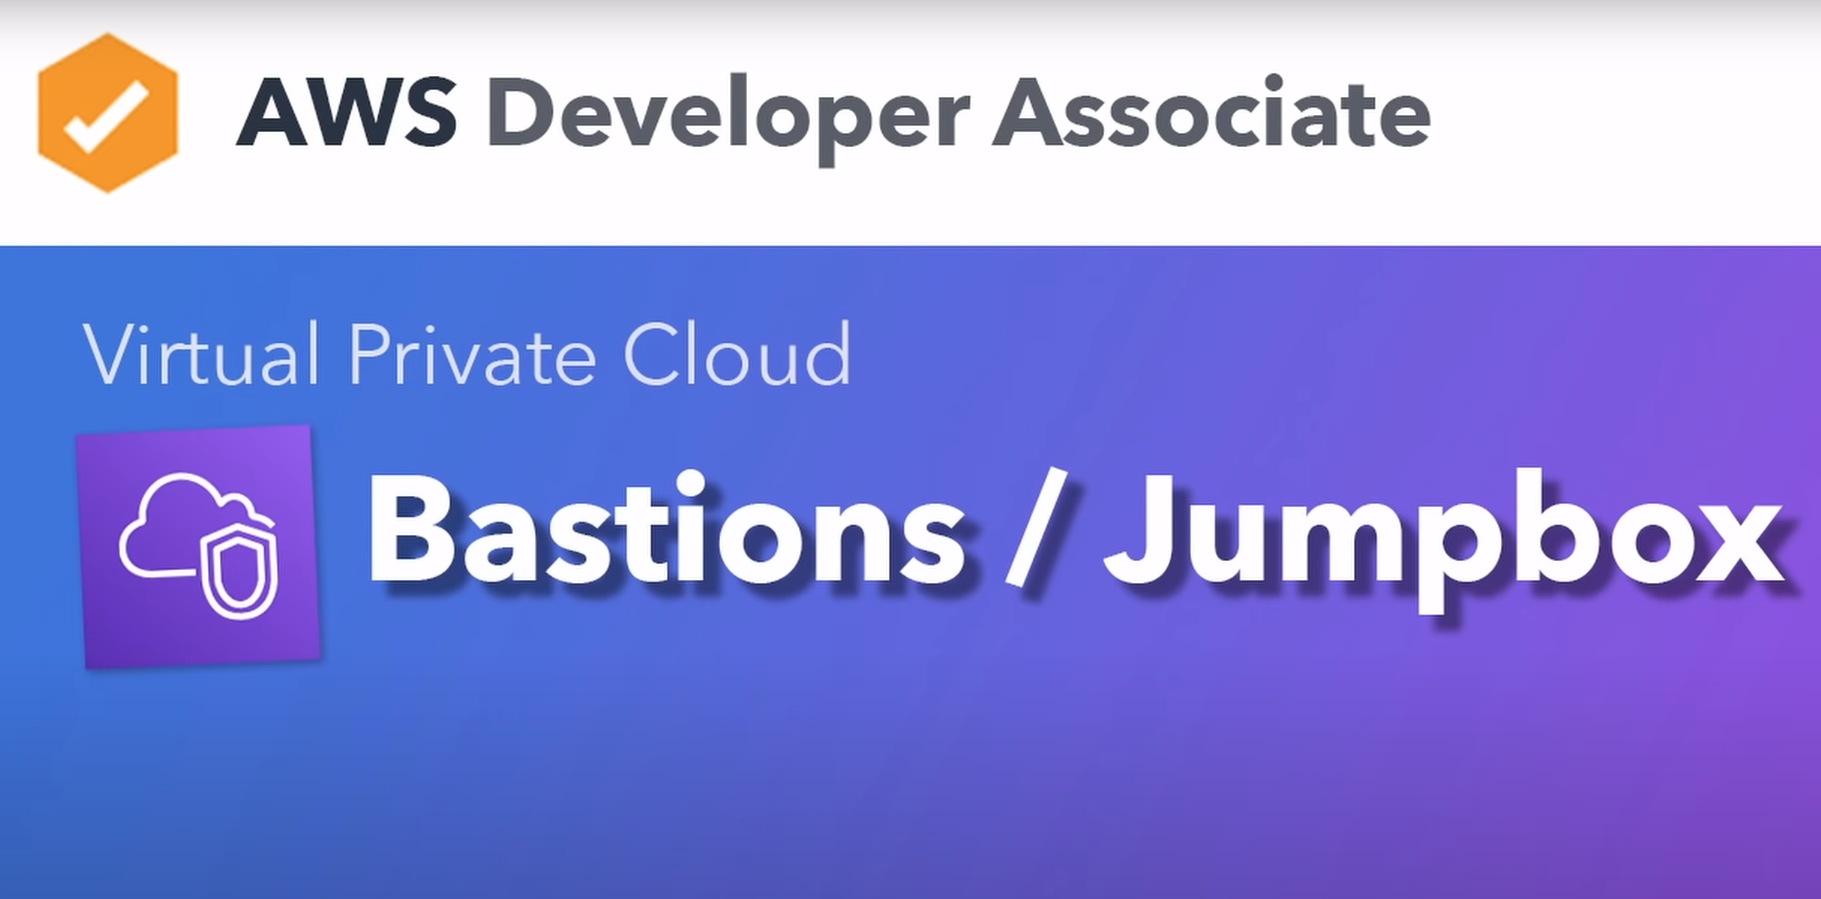 AWS Developer Associate
Virtual Private Cloud
Bastions / Jumpbox